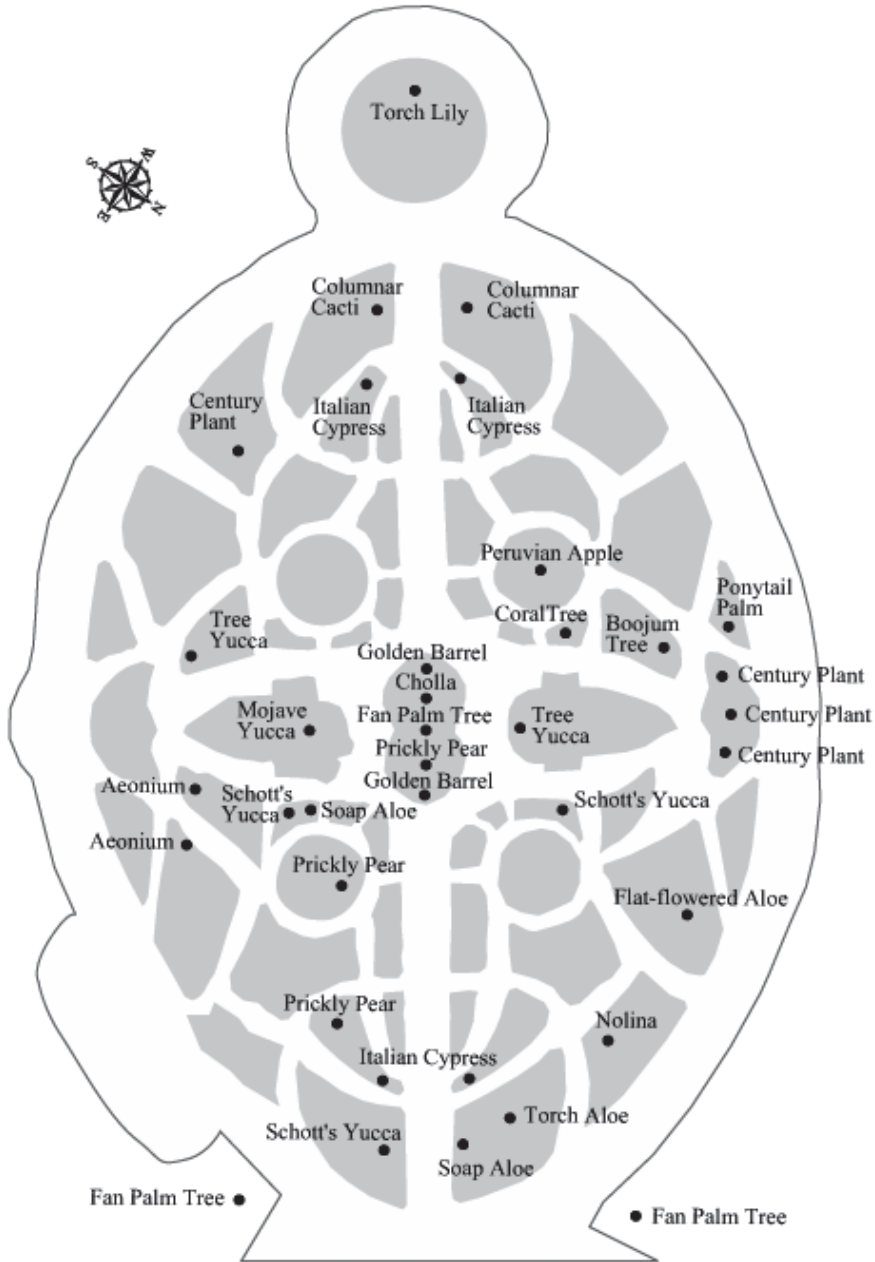 Torch Lily
W
S
N
E
Columnar
Cacti
Columnar
Cacti
Century
Plant
Italian
Cypress
Italian
Cypress
Peruvian Apple
Ponytail
Palm
CoralTree
Boojum
Tree
Tree
Yucca
Golden Barrel
Cholla
Century Plant
Mojave
Yucca
Fan Palm Tree
Tree
Yucca
Century Plant
Prickly Pear
Century Plant
Golden Barrel
Aeonium
Schott's
Yucca
Soap Aloe
Schott's Yucca
Aeonium
Prickly Pear
Flat-flowered Aloe
Prickly Pear
Nolina
Italian Cypress
Torch Aloe
Schott's Yucca
Soap Aloe
Fan Palm Tree
Fan Palm Tree